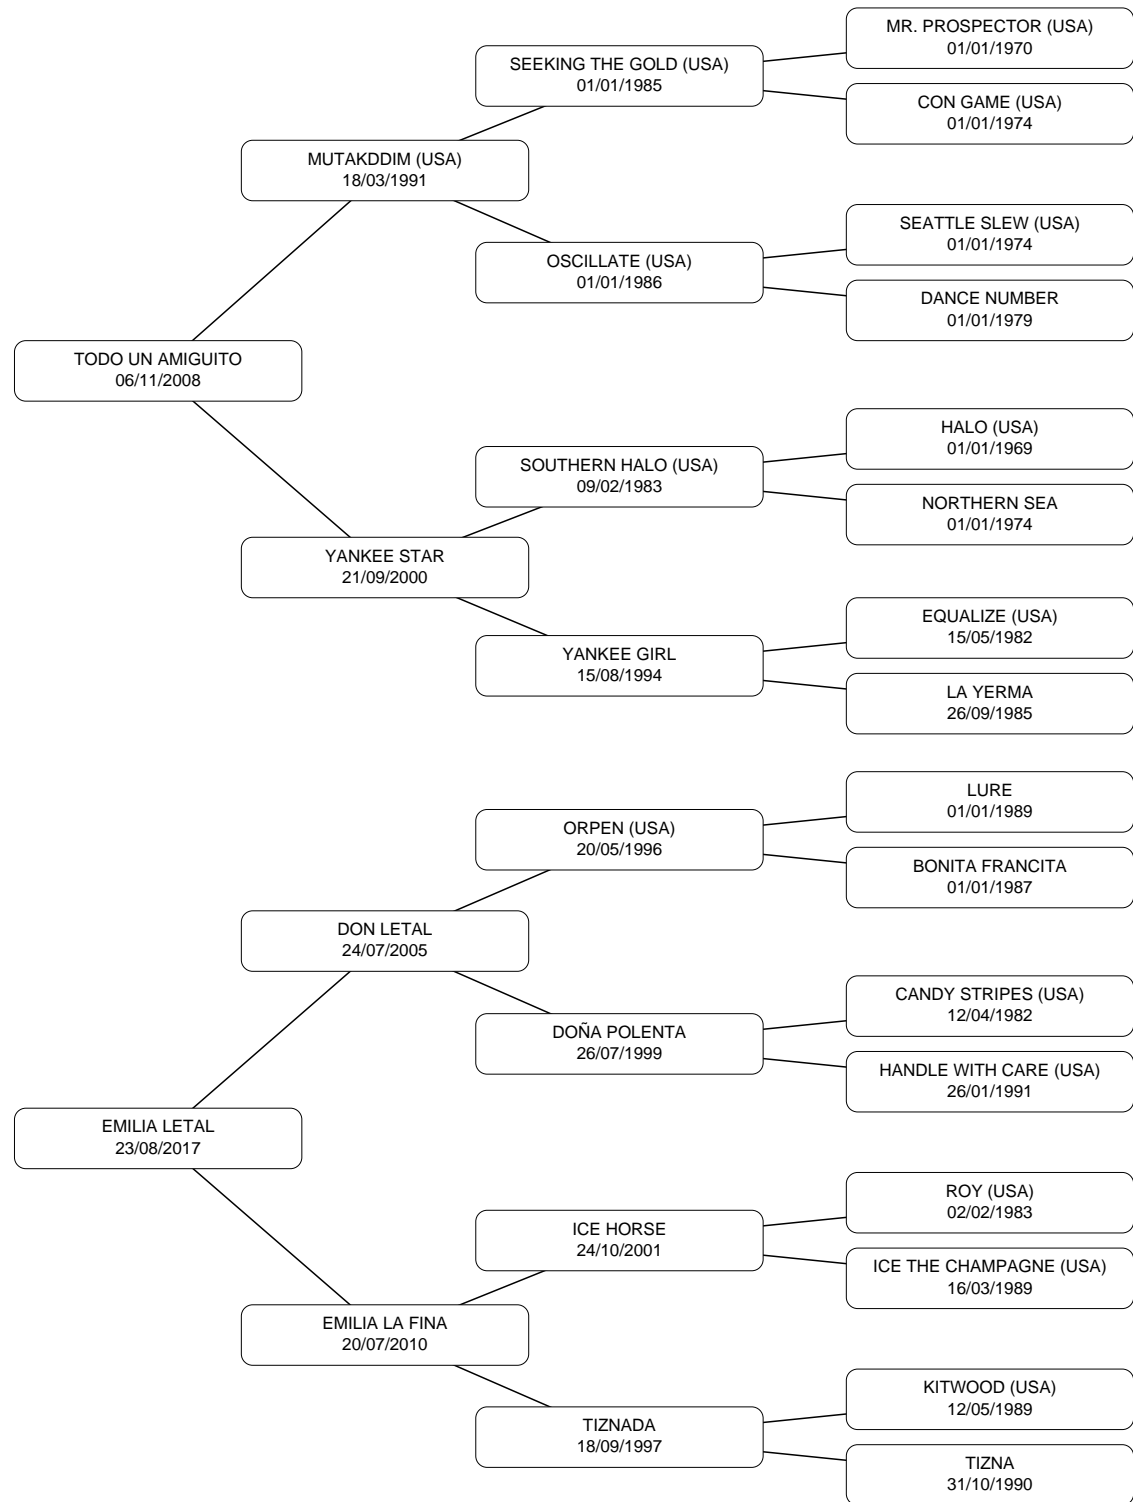 MR. PROSPECTOR (USA)
01/01/1970
SEEKING THE GOLD (USA)
01/01/1985
CON GAME (USA)
01/01/1974
MUTAKDDIM (USA)
18/03/1991
SEATTLE SLEW (USA)
01/01/1974
OSCILLATE (USA)
01/01/1986
DANCE NUMBER
01/01/1979
TODO UN AMIGUITO
06/11/2008
HALO (USA)
01/01/1969
SOUTHERN HALO (USA)
09/02/1983
NORTHERN SEA
01/01/1974
YANKEE STAR
21/09/2000
EQUALIZE (USA)
15/05/1982
YANKEE GIRL
15/08/1994
LA YERMA
26/09/1985
LURE
01/01/1989
ORPEN (USA)
20/05/1996
BONITA FRANCITA
01/01/1987
DON LETAL
24/07/2005
CANDY STRIPES (USA)
12/04/1982
DOÑA POLENTA
26/07/1999
HANDLE WITH CARE (USA)
26/01/1991
EMILIA LETAL
23/08/2017
ROY (USA)
02/02/1983
ICE HORSE
24/10/2001
ICE THE CHAMPAGNE (USA)
16/03/1989
EMILIA LA FINA
20/07/2010
KITWOOD (USA)
12/05/1989
TIZNADA
18/09/1997
TIZNA
31/10/1990